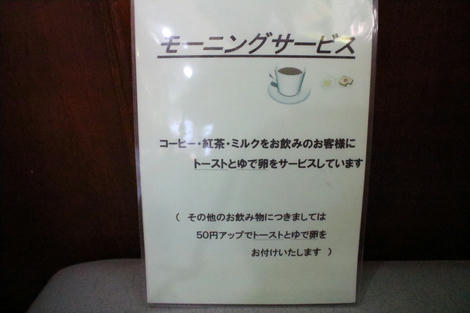 モーニングサービス
コーヒー・紅茶・ミルクをお飲みのお客様に
トーストとゆで卵をサービスしています
（ その他のお飲み物につきましては
50円アップでトーストとゆで卵を
お付けいたします ）